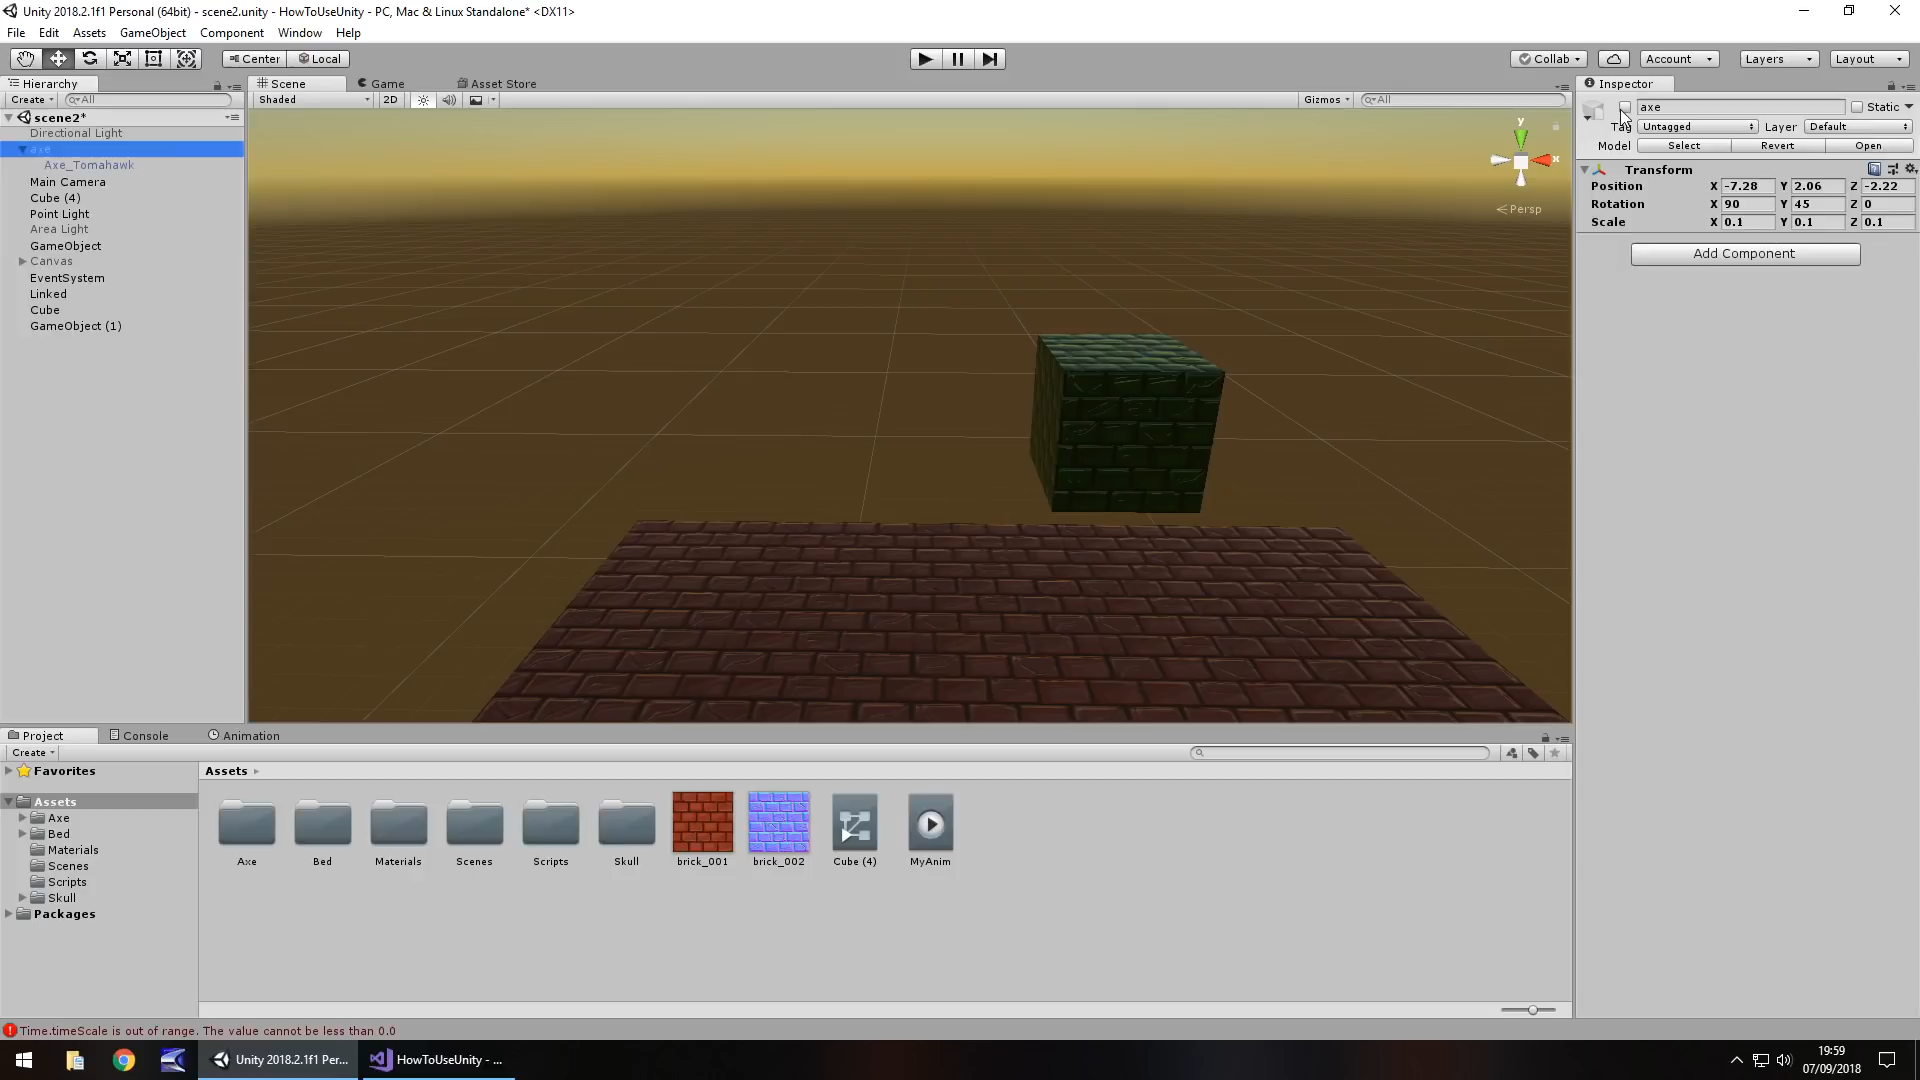 Unity 2018.2.1f1 Personal (64bit) - scene2.unity - HowToUseUnity - PC, Mac & Linux Standalone* <DX11>
File Edit Assets GameObject Component Window Help
Center Local Collab Account Layers Layout
Hierarchy Scene Game Asset Store Inspector
Create All Shaded 2D Gizmos All
axe Static
scene2*
Directional Light
axe
Axe_Tomahawk
Main Camera
Cube (4)
Point Light
Area Light
GameObject
Canvas
EventSystem
Linked
Cube
GameObject (1)
y
x
Persp
Tag Untagged Layer Default
Model Select Revert Open
Transform
Position X -7.28 Y 2.06 Z -2.22
Rotation X 90 Y 45 Z 0
Scale X 0.1 Y 0.1 Z 0.1
Add Component
Project Console Animation
Create
Favorites
Assets
Axe
Bed
Materials
Scenes
Scripts
Skull
Packages
Assets
Axe Bed Materials Scenes Scripts Skull brick_001 brick_002 Cube (4) MyAnim
Time.timeScale is out of range. The value cannot be less than 0.0
Unity 2018.2.1f1 Per... HowToUseUnity - ...
19:59
07/09/2018